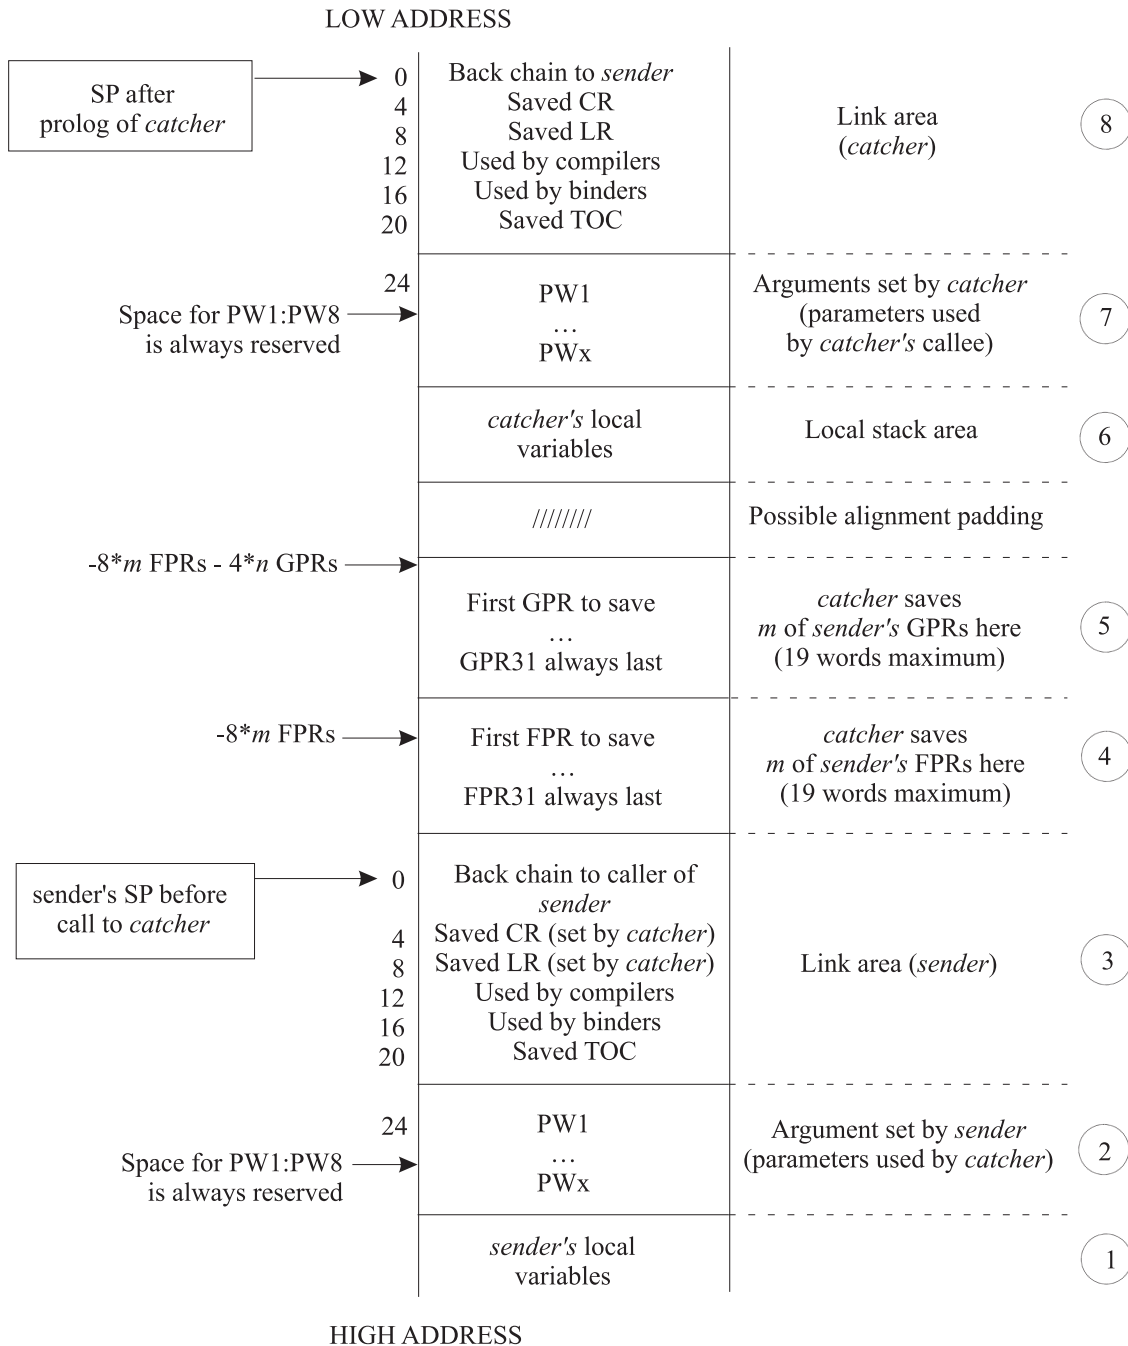 LOW ADDRESS
SP after
prolog of catcher
0
Back chain to sender
4
Saved CR
8
Saved LR
12
Used by compilers
16
Used by binders
20
Saved TOC
Link area
(catcher)
8
24
Space for PW1:PW8
is always reserved
PW1
...
PWx
Arguments set by catcher
(parameters used
by catcher's callee)
7
catcher's local
variables
Local stack area
6
////////
Possible alignment padding
-8*m FPRs - 4*n GPRs
First GPR to save
...
GPR31 always last
catcher saves
m of sender's GPRs here
(19 words maximum)
5
-8*m FPRs
First FPR to save
...
FPR31 always last
catcher saves
m of sender's FPRs here
(19 words maximum)
4
sender's SP before
call to catcher
0
Back chain to caller of
sender
4
Saved CR (set by catcher)
8
Saved LR (set by catcher)
12
Used by compilers
16
Used by binders
20
Saved TOC
Link area (sender)
3
24
Space for PW1:PW8
is always reserved
PW1
...
PWx
Argument set by sender
(parameters used by catcher)
2
sender's local
variables
1
HIGH ADDRESS